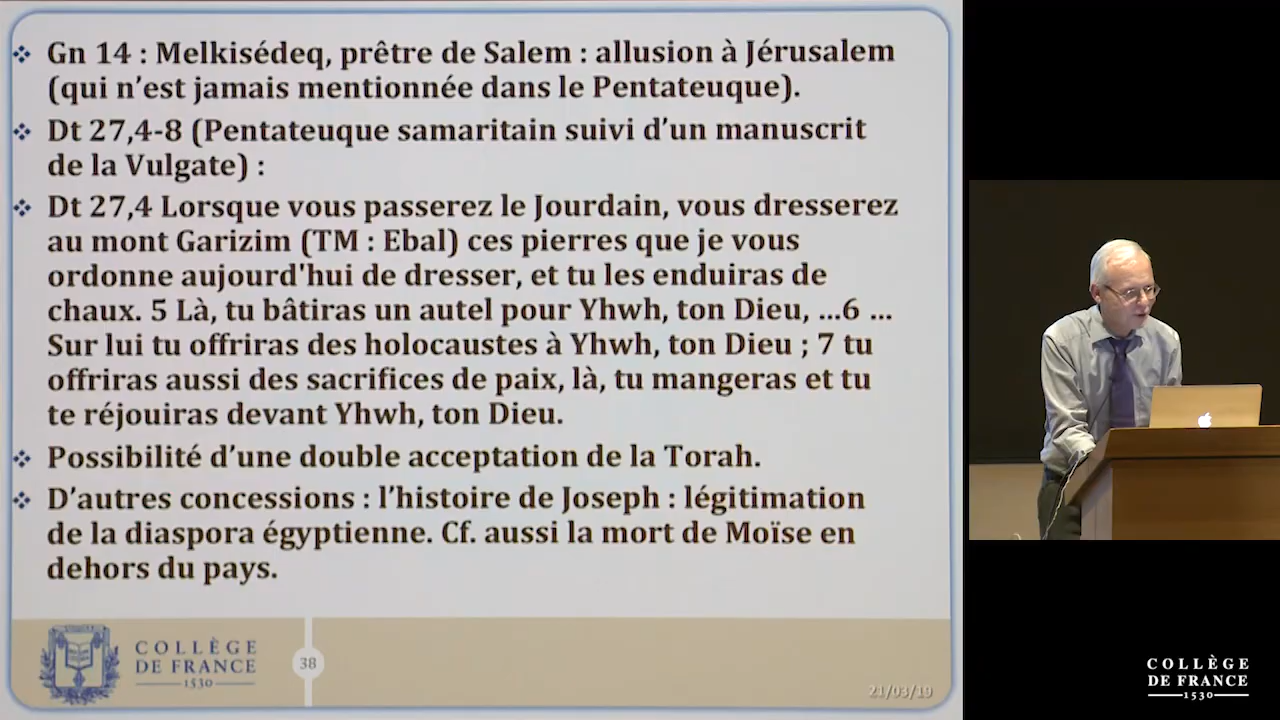 Gn 14 : Melkisédeq, prêtre de Salem : allusion à Jérusalem
(qui n’est jamais mentionnée dans le Pentateuque).
Dt 27,4-8 (Pentateuque samaritain suivi d’un manuscrit
de la Vulgate) :
Dt 27,4 Lorsque vous passerez le Jourdain, vous dresserez
au mont Garizim (TM : Ebal) ces pierres que je vous
ordonne aujourd'hui de dresser, et tu les enduiras de
chaux. 5 Là, tu bâtiras un autel pour Yhwh, ton Dieu, ...6 ...
Sur lui tu offriras des holocaustes à Yhwh, ton Dieu ; 7 tu
offriras aussi des sacrifices de paix, là, tu mangeras et tu
te réjouiras devant Yhwh, ton Dieu.
Possibilité d’une double acceptation de la Torah.
D’autres concessions : l’histoire de Joseph : légitimation
de la diaspora égyptienne. Cf. aussi la mort de Moïse en
dehors du pays.
COLLÈGE
DE FRANCE
1530
38
21/03/19
COLLÈGE
DE FRANCE
1530